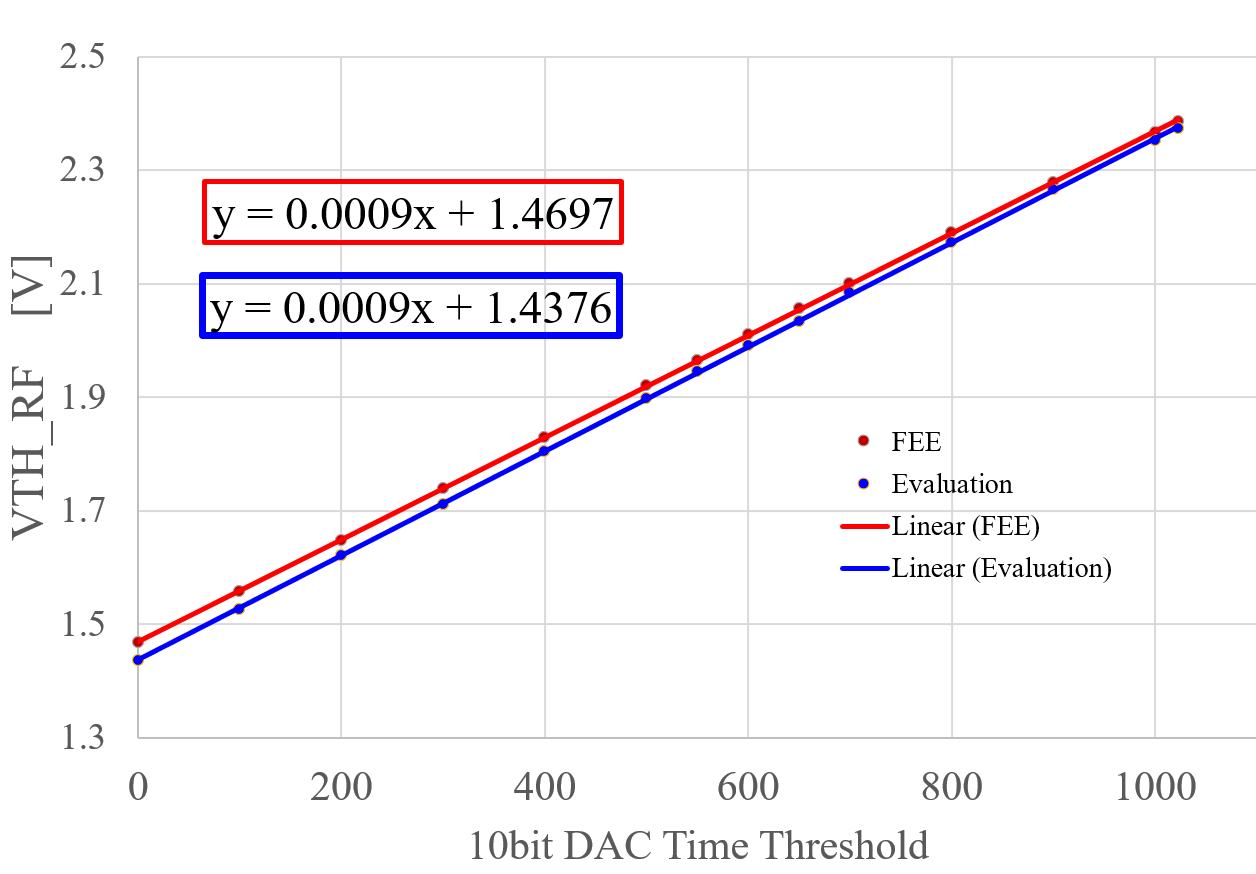 2.5
2.3
2.1
1.9
1.7
1.5
1.3
VTH_RF [V]
y = 0.0009x + 1.4697
y = 0.0009x + 1.4376
FEE
Evaluation
Linear (FEE)
Linear (Evaluation)
0 200 400 600 800 1000
10bit DAC Time Threshold